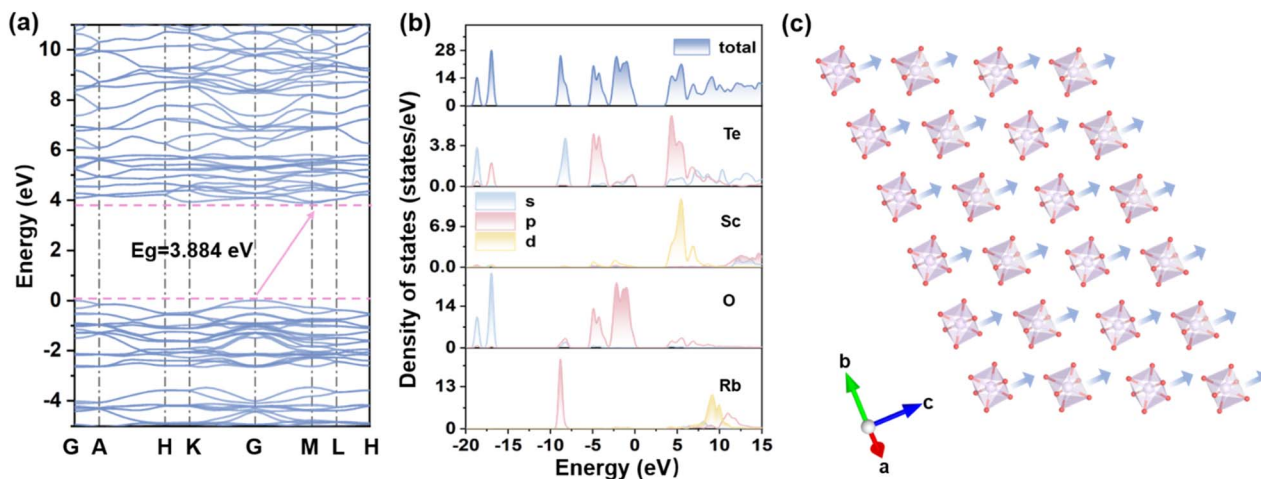 (a)
Energy (eV)
10
8
6
4
2
0
-2
-4
Eg=3.884 eV
G A H K G M L H
(b)
Density of states (states/eV)
28
14
0
total
3.8
0.0
Te
6.9
0.0
s
p
d
Sc
14
0
O
13
0
Rb
-20 -15 -10 -5 0 5 10 15
Energy (eV)
(c)
b
c
a